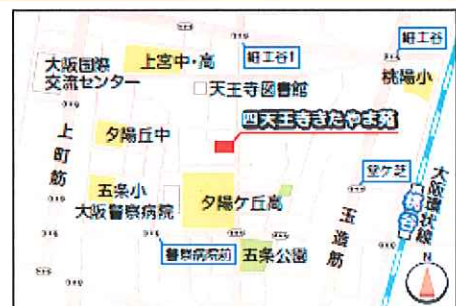 細工谷1
細工谷
大阪国際
交流センター
上宮中・高
桃陽小
天王寺図書館
四天王寺きたやま苑
上町筋
夕陽丘中
堂ケ芝
大阪環状線
桃谷
五条小
大阪警察病院
夕陽ケ丘高
玉造筋
警察病院前
五条公園
N